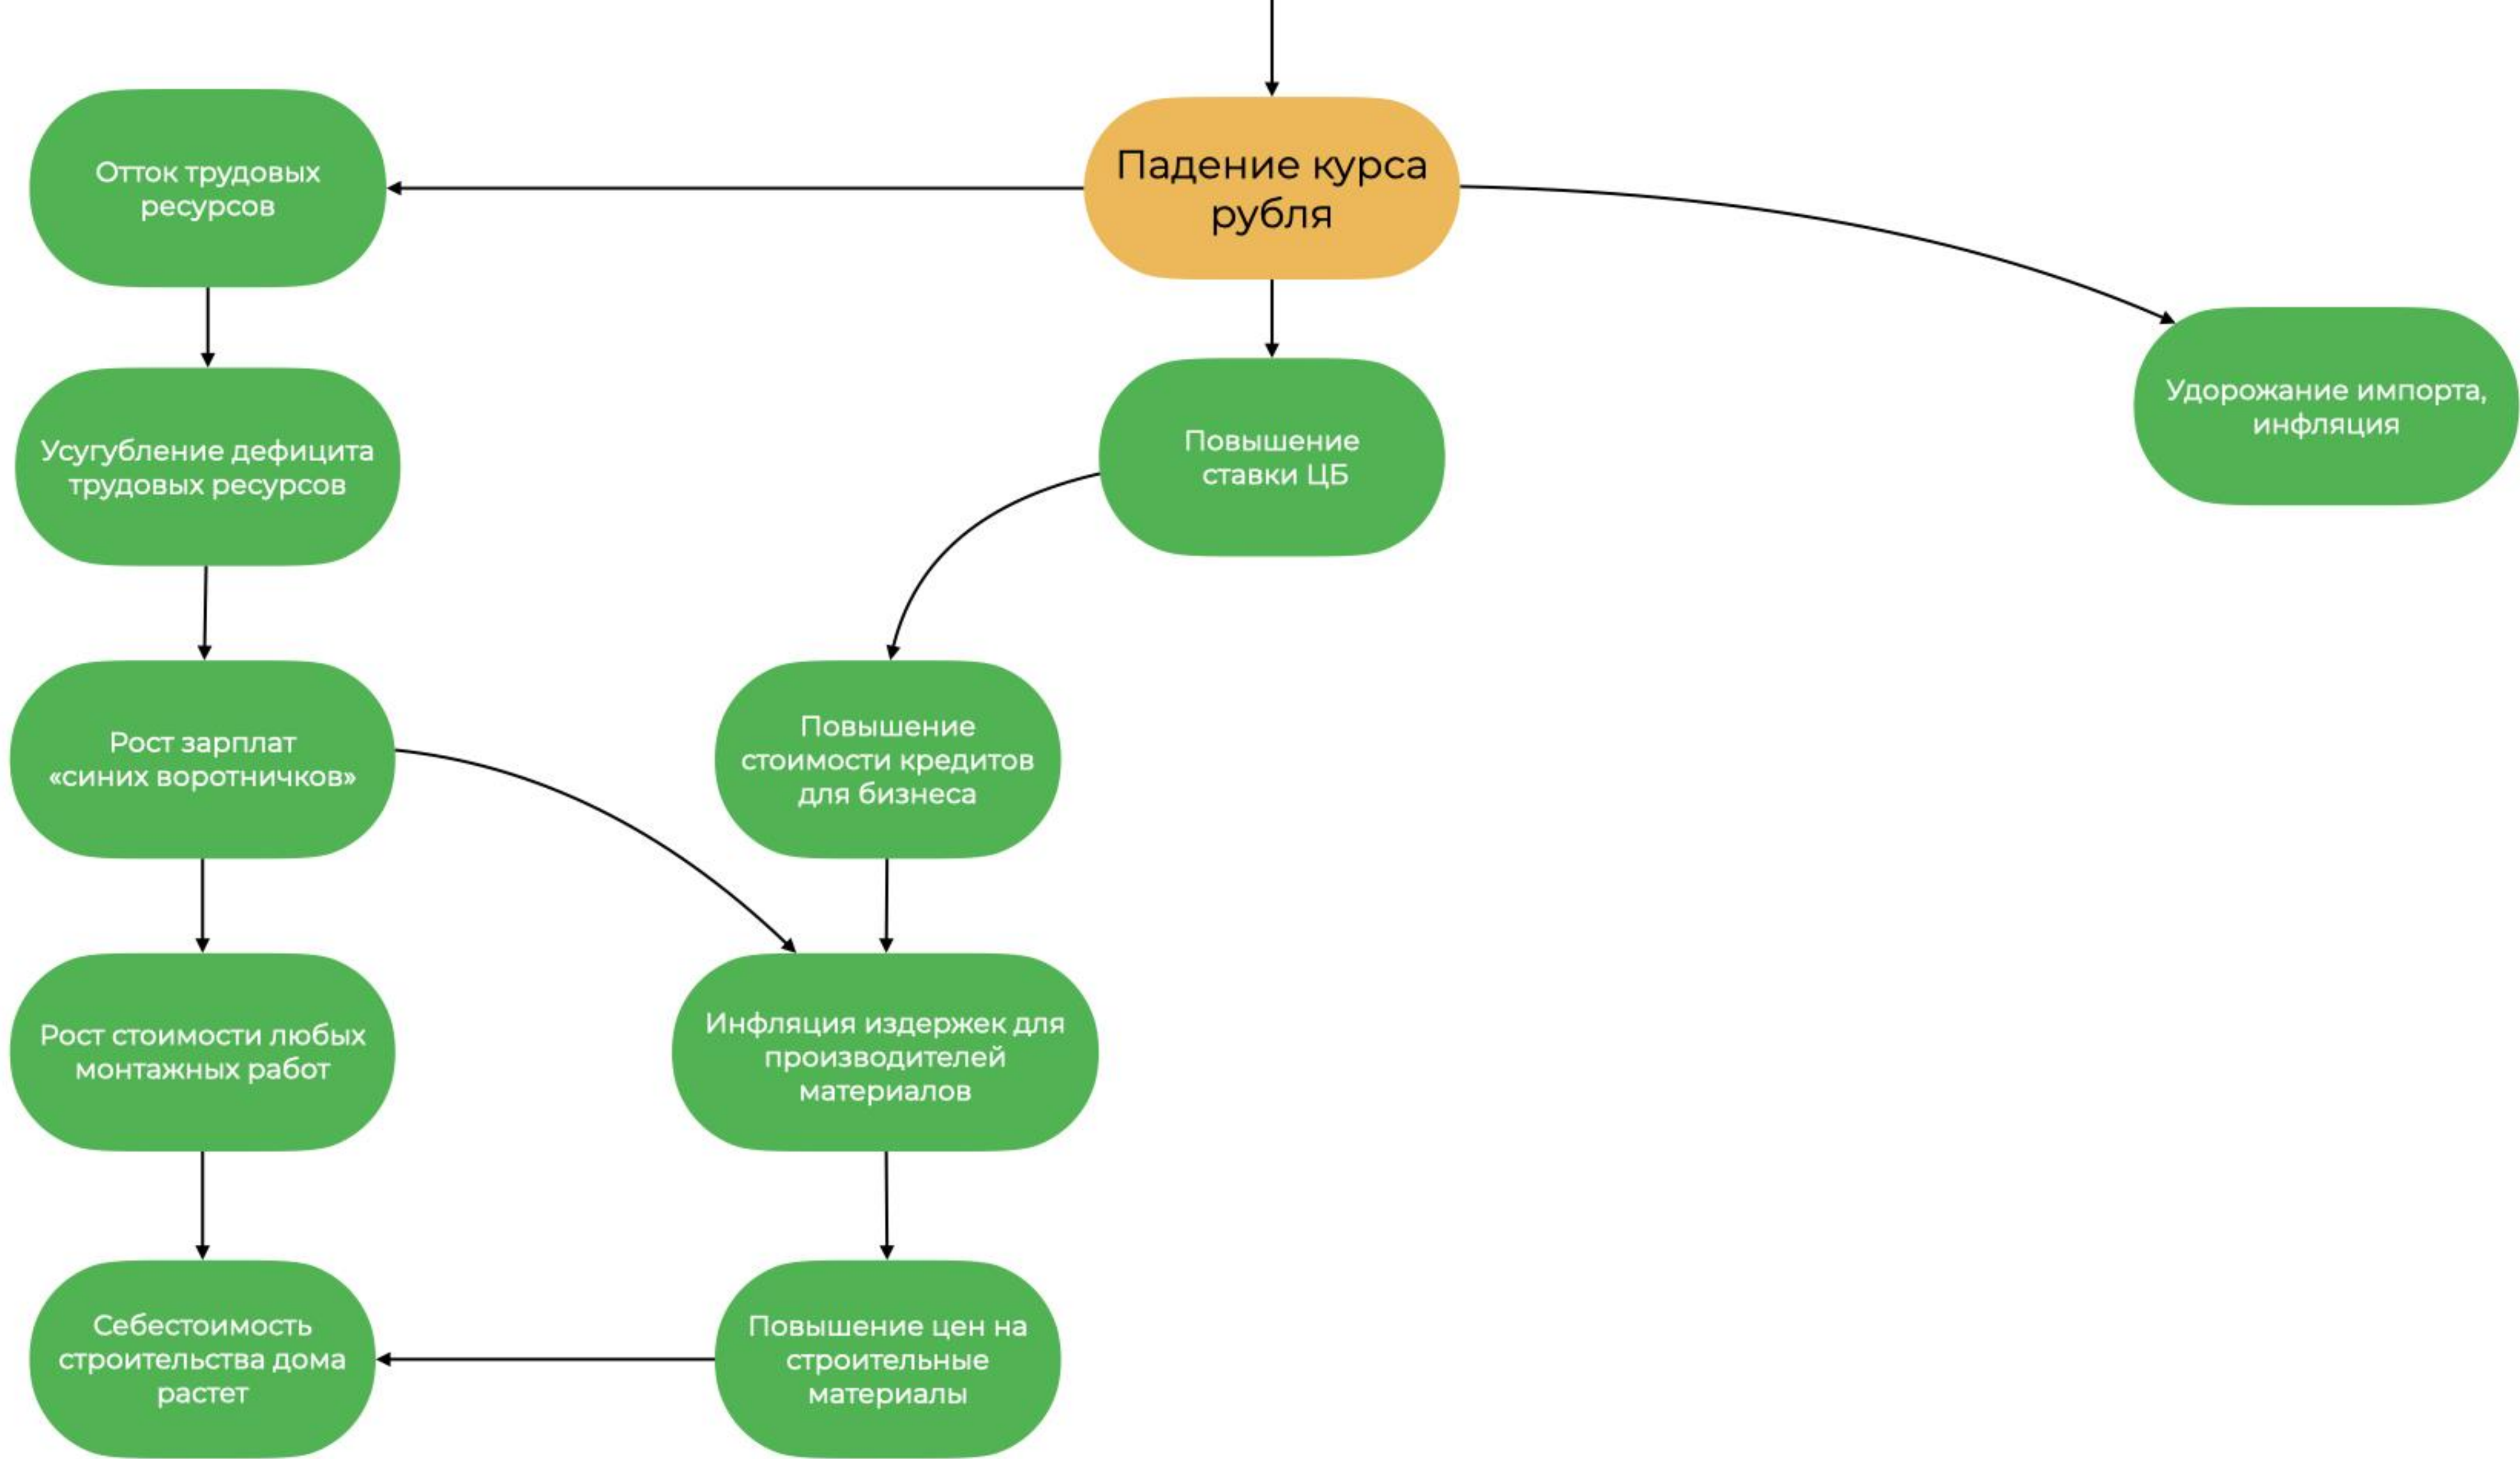 Падение курса
рубля
Отток трудовых
ресурсов
Удорожание импорта,
инфляция
Усугубление дефицита
трудовых ресурсов
Повышение
ставки ЦБ
Рост зарплат
«синих воротничков»
Повышение
стоимости кредитов
для бизнеса
Рост стоимости любых
монтажных работ
Инфляция издержек для
производителей
материалов
Себестоимость
строительства дома
растет
Повышение цен на
строительные
материалы